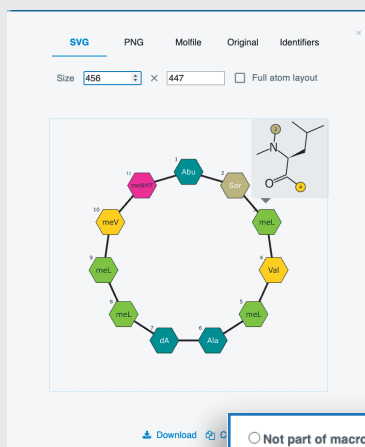 SVG PNG Molfile Original Identifiers ×
Size 456 × 447 Full atom layout
1 Abu
2 Sar
meL
4 Val
5 meL
6 Ala
7 dA
8 meL
9 meL
10 meV
11 meBMT
2
N
O
4
Download
Not part of macro